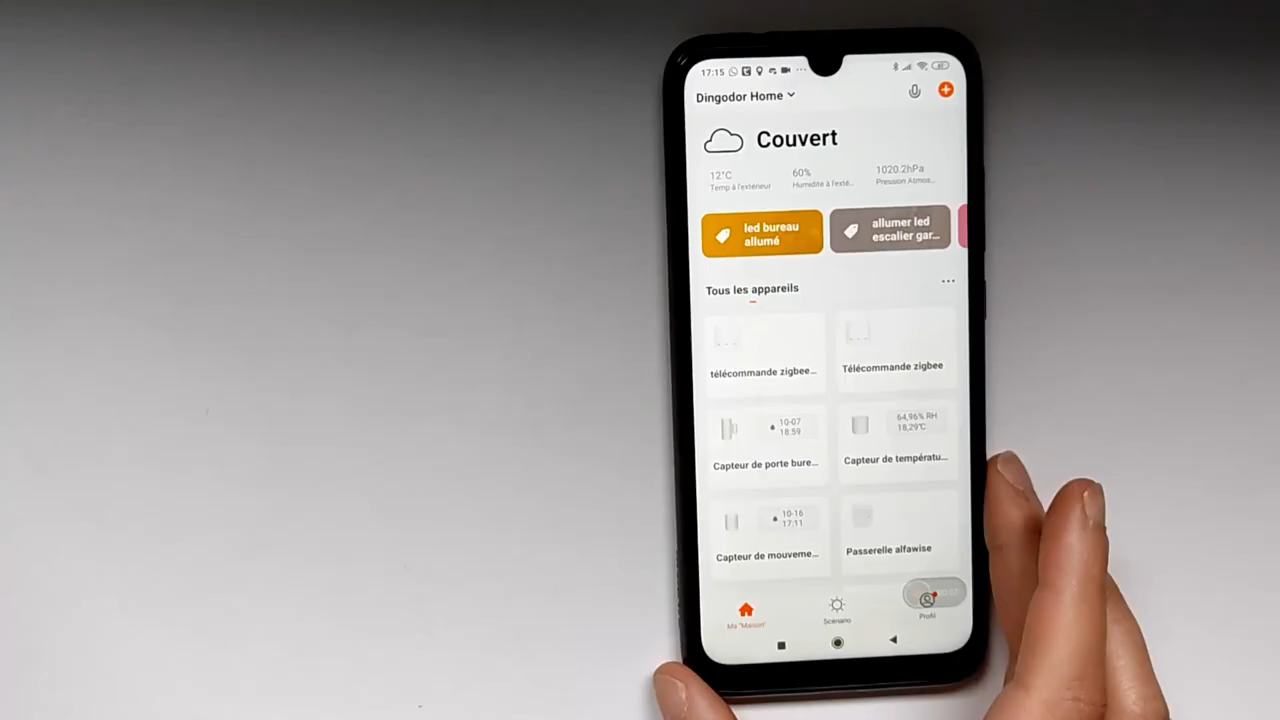 17:15
Dingodor Home
Couvert
12°C
Temp à l'extérieur
60%
Humidité à l'exté...
1020.2hPa
Pression Atmos...
led bureau
allumé
allumer led
escalier gar...
Tous les appareils
télécommande zigbee...
Télécommande zigbee
10-07
18:59
Capteur de porte bure...
64,96% RH
18,29°C
Capteur de températu...
10-16
17:11
Capteur de mouveme...
Passerelle alfawise
Ma "Maison"
Scénario
Profil